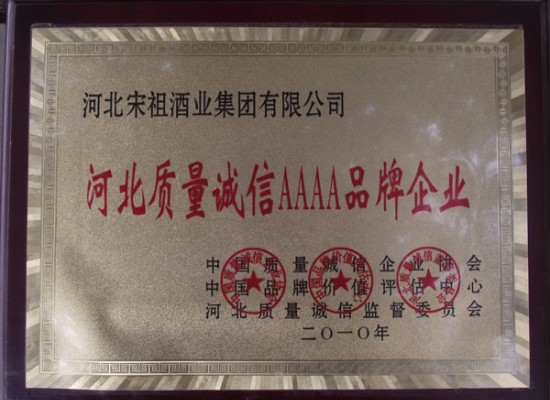 河北宋祖酒业集团有限公司
河北质量诚信AAAA品牌企业
中国质量诚信企业协会
中国品牌价值评估中心
河北质量诚信监督委员会
二〇一〇年